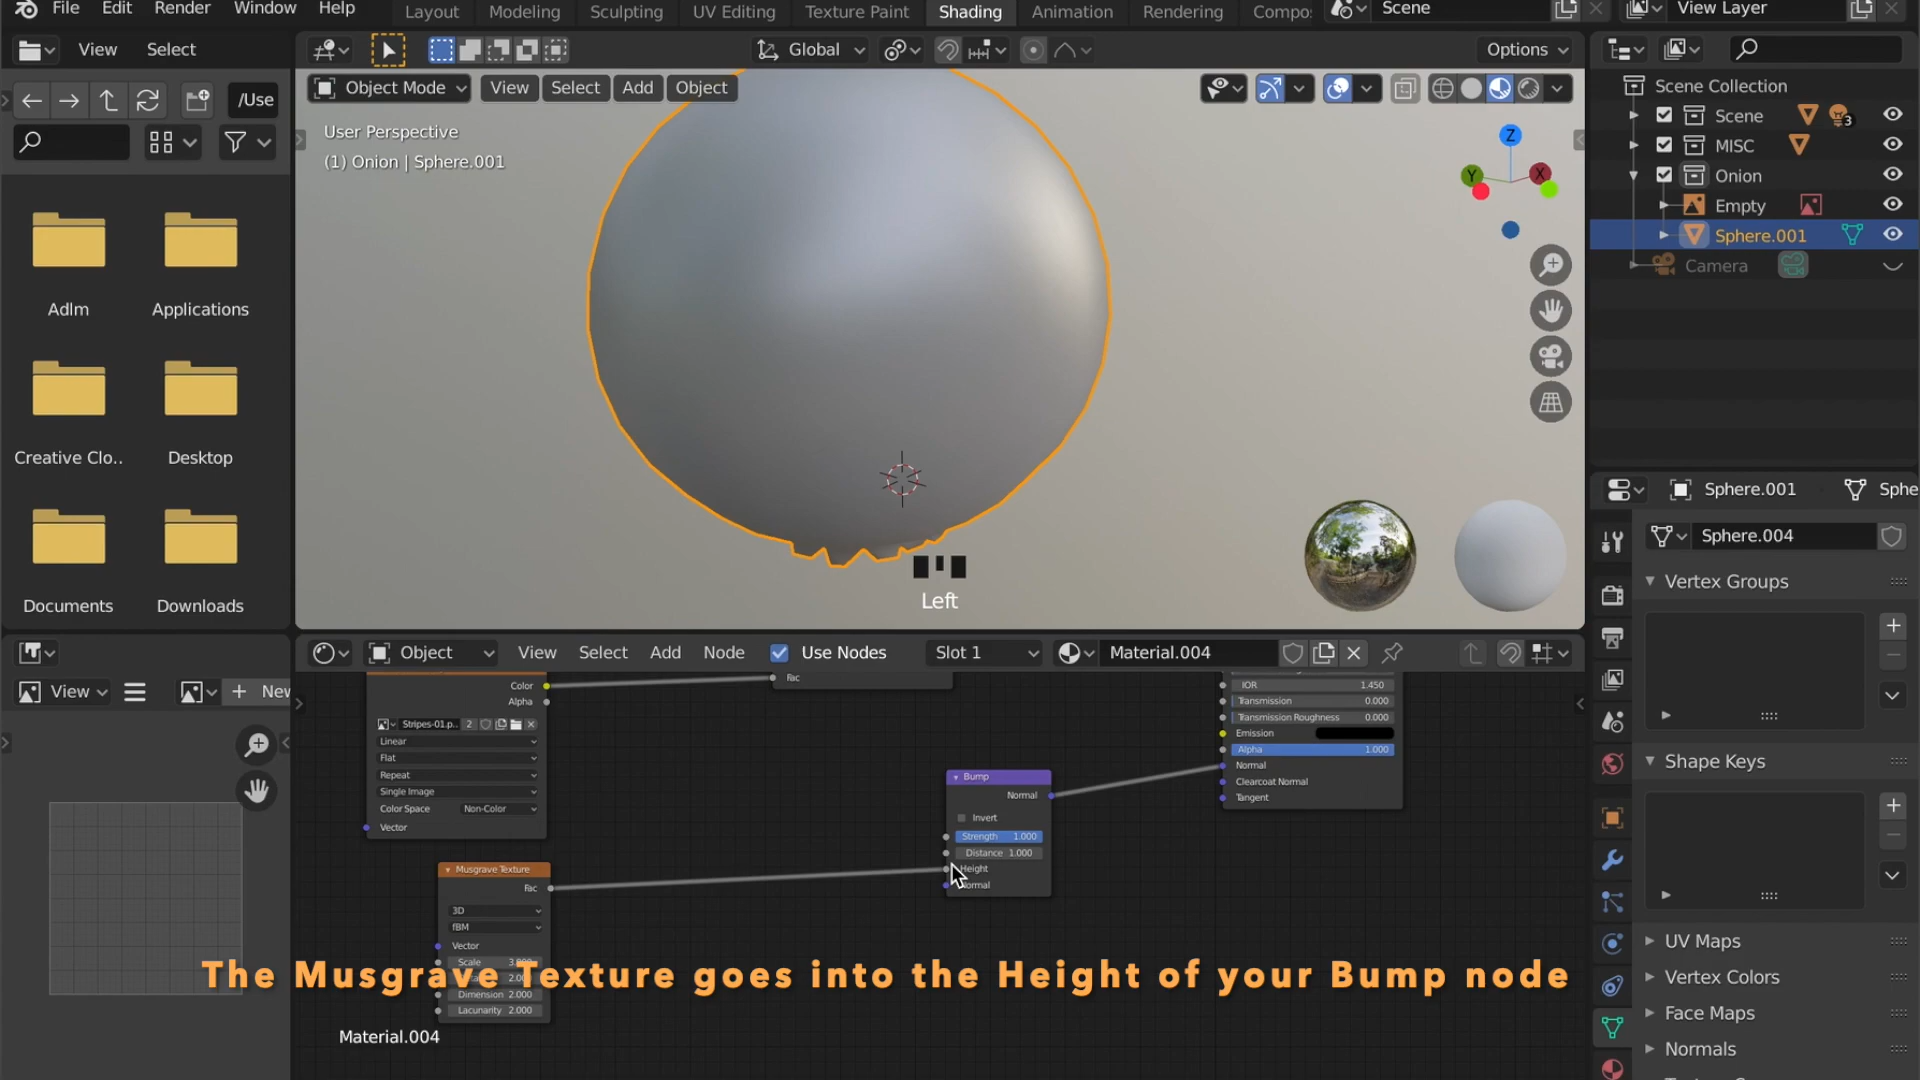 File Edit Render Window Help Layout Modeling Sculpting UV Editing Texture Paint Shading Animation Rendering Compo Scene View Layer
View Select Global Options
/Use Object Mode View Select Add Object
User Perspective
(1) Onion | Sphere.001
Z
Y
X
Scene Collection
Scene 3
MISC
Onion
Empty
Sphere.001
Camera
Adlm Applications
Creative Clo.. Desktop
Documents Downloads
Left
Sphere.001 Sphe
Sphere.004
Vertex Groups
Shape Keys
UV Maps
Vertex Colors
Face Maps
Normals
Object View Select Add Node Use Nodes Slot 1 Material.004
View New
Color
Alpha
Stripes-01.p.. 2
Linear
Flat
Repeat
Single Image
Color Space Non-Color
Vector
Fac
IOR 1.450
Transmission 0.000
Transmission Roughness 0.000
Emission
Alpha 1.000
Normal
Clearcoat Normal
Tangent
Bump
Normal
Invert
Strength 1.000
Distance 1.000
Height
Normal
Musgrave Texture
Fac
3D
fBM
Vector
Scale
Dimension 2.000
Lacunarity 2.000
The Musgrave Texture goes into the Height of your Bump node
Material.004